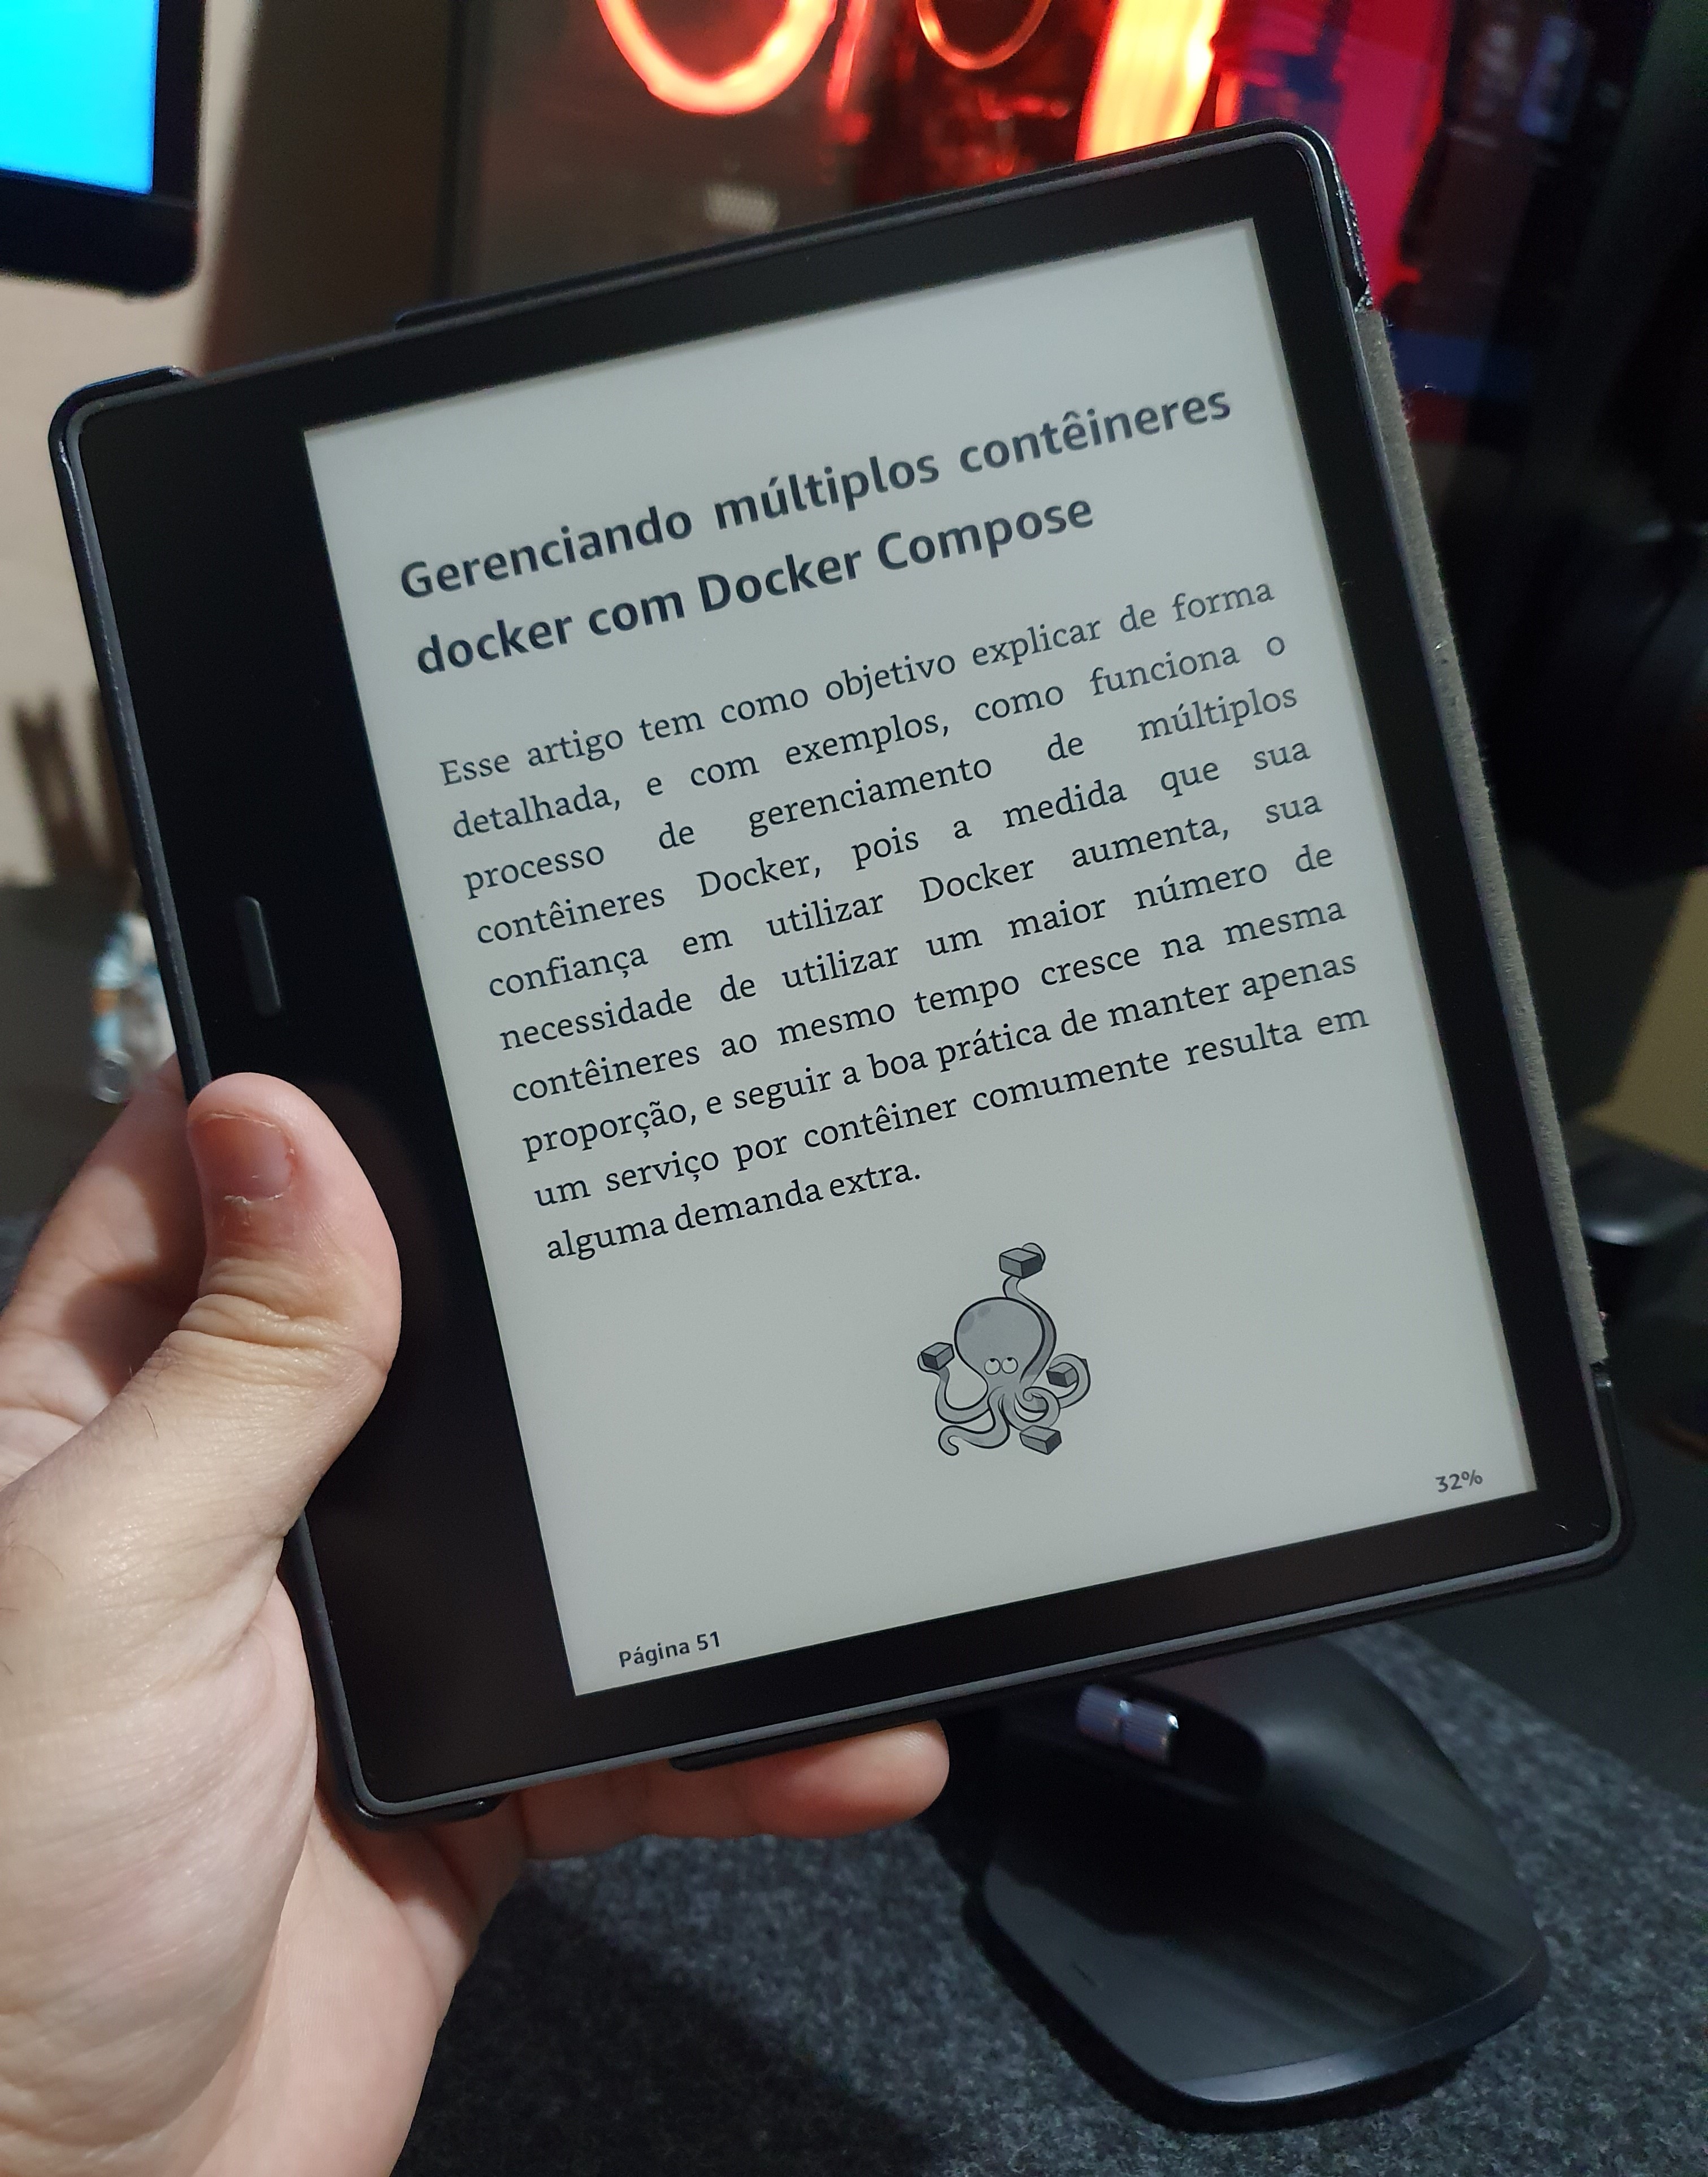 Gerenciando múltiplos contêineres
docker com Docker Compose
Esse artigo tem como objetivo explicar de forma
detalhada, e com exemplos, como funciona o
processo de gerenciamento de múltiplos
contêineres Docker, pois a medida que sua
confiança em utilizar Docker aumenta, sua
necessidade de utilizar um maior número de
contêineres ao mesmo tempo cresce na mesma
proporção, e seguir a boa prática de manter apenas
um serviço por contêiner comumente resulta em
alguma demanda extra.
Página 51
32%